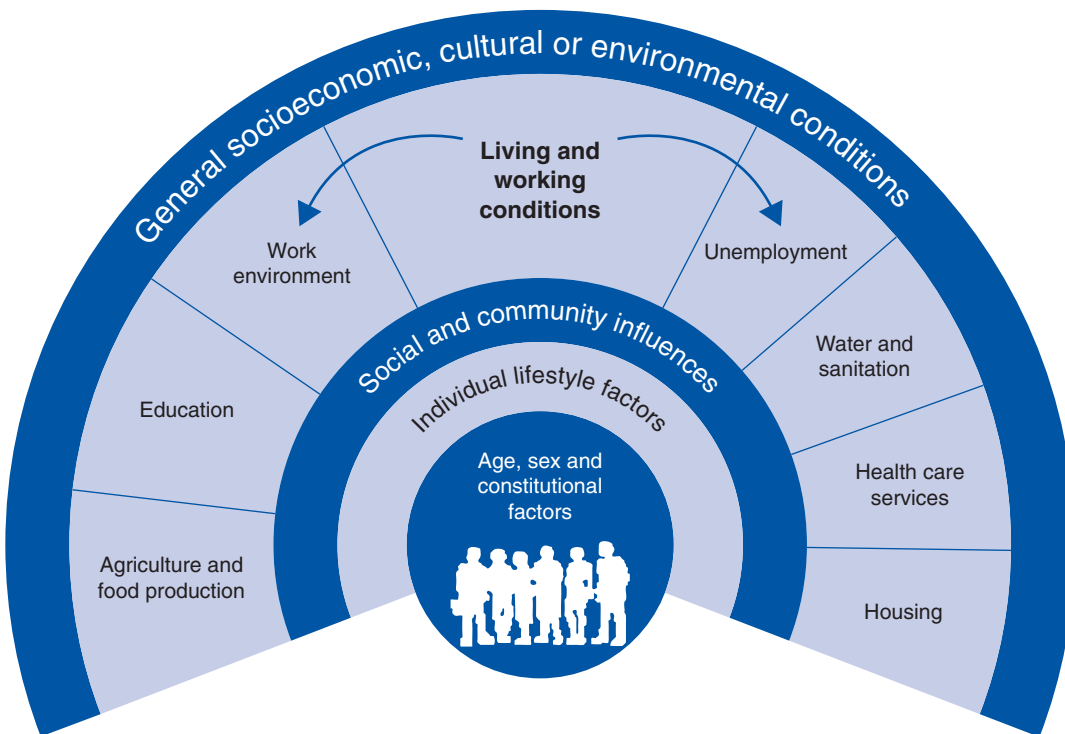 General socioeconomic, cultural or environmental conditions
Living and
working
conditions
Work
environment
Unemployment
Education
Water and
sanitation
Agriculture and
food production
Health care
services
Housing
Social and community influences
Individual lifestyle factors
Age, sex and
constitutional
factors